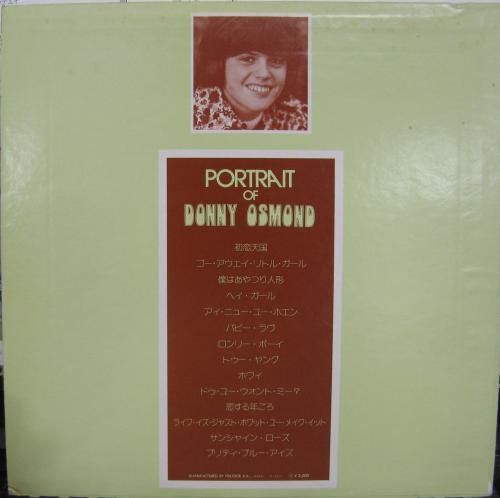 PORTRAIT
OF
DONNY OSMOND
初恋天国
ゴー・アウェイ・リトル・ガール
僕はあやつり人形
ヘイ・ガール
アイ・ニュー・ユー・ホエン
パピー・ラヴ
ロンリー・ボーイ
トゥー・ヤング
ホワイ
ドゥ・ユー・ウォント・ミー?
恋する年ごろ
ライフ・イズ・ジャスト・ホワット・ユー・メイク・イット
サンシャイン・ローズ
プリティ・ブルー・アイズ
MANUFACTURED BY POLYDOR K.K.